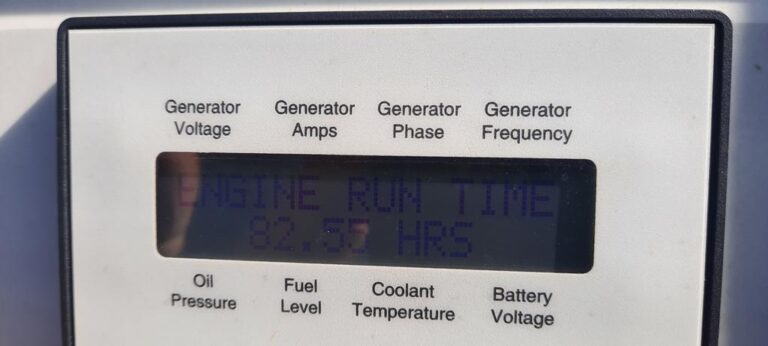 Generator Generator Generator Generator
Voltage Amps Phase Frequency
ENGINE RUN TIME
82.55 HRS
Oil Fuel Coolant Battery
Pressure Level Temperature Voltage